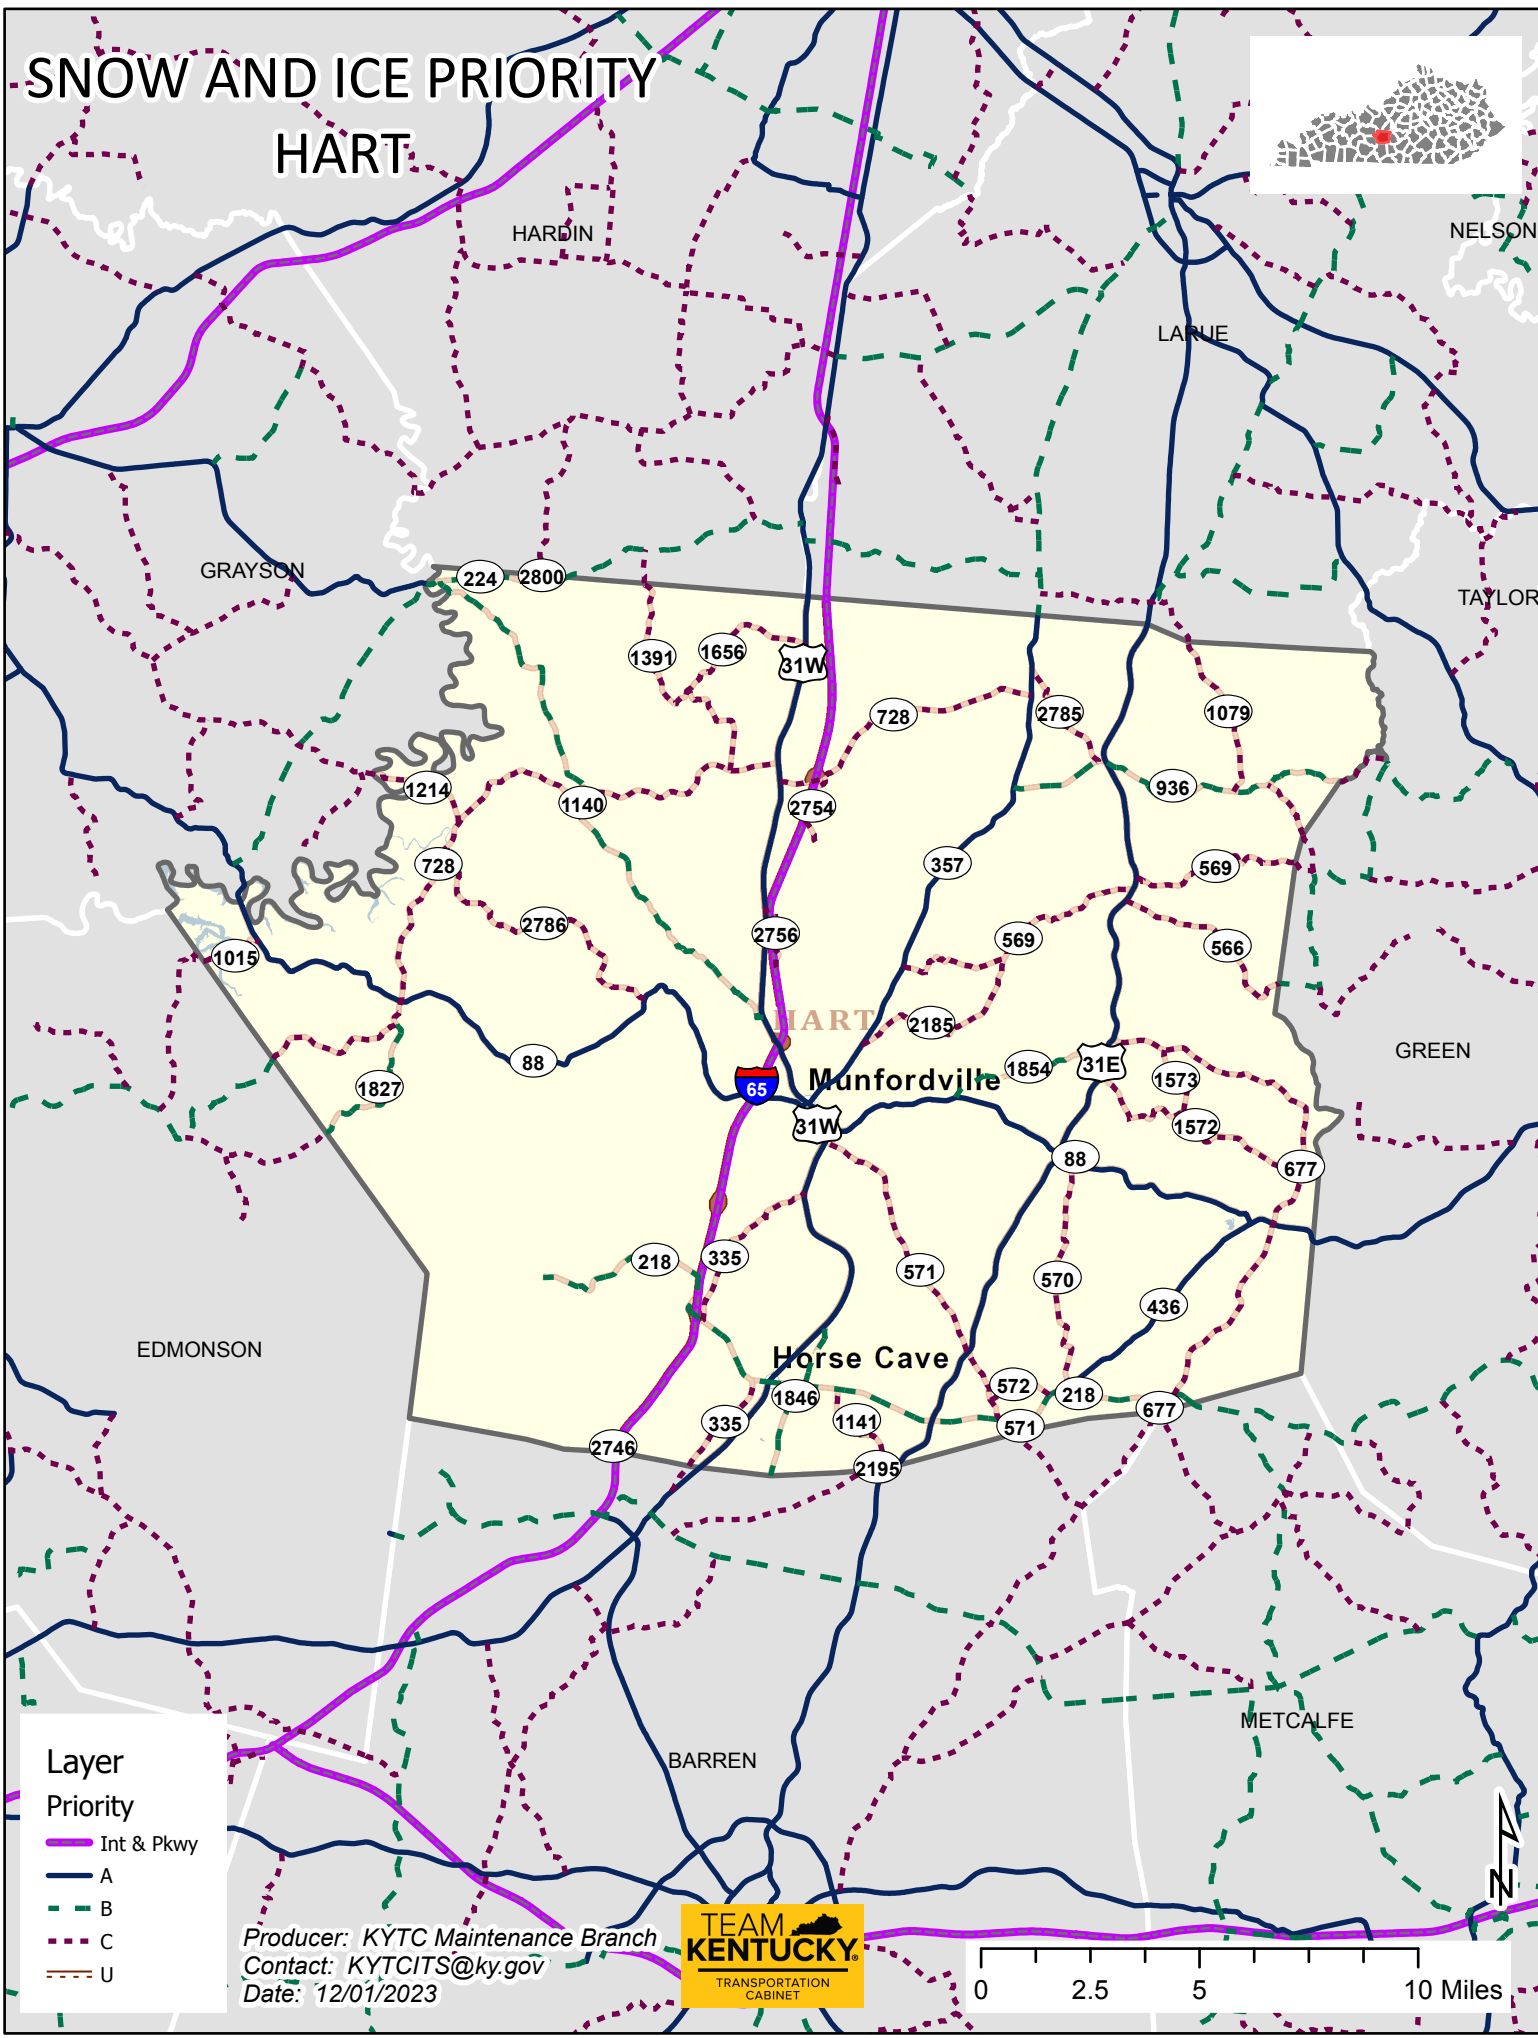 SNOW AND ICE PRIORITY
HART
HARDIN
NELSON
LARUE
GRAYSON
TAYLOR
224
2800
1391
1656
31W
728
2785
1079
1214
1140
2754
936
728
357
569
2786
2756
569
566
1015
HART
2185
88
1854
31E
1573
GREEN
1827
65
Munfordville
31W
1572
88
677
218
335
571
570
436
EDMONSON
Horse Cave
572
218
1846
335
1141
571
677
2746
2195
METCALFE
BARREN
Layer
Priority
Int & Pkwy
A
B
C
U
Producer: KYTC Maintenance Branch
Contact: KYTCITS@ky.gov
Date: 12/01/2023
TEAM
KENTUCKY®
TRANSPORTATION
CABINET
N
0 2.5 5 10 Miles